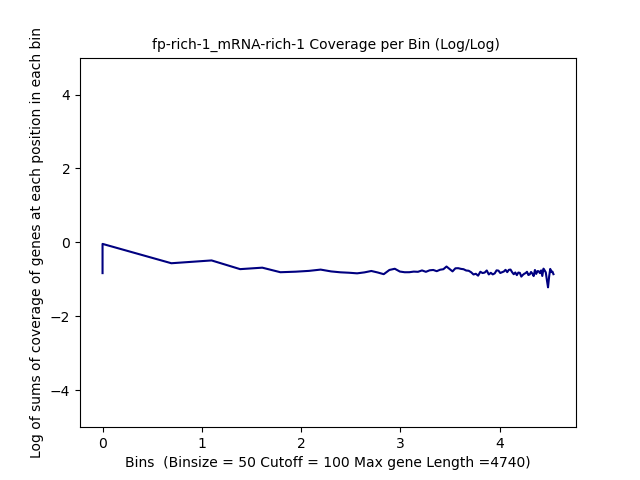 fp-rich-1_mRNA-rich-1 Coverage per Bin (Log/Log)
Log of sums of coverage of genes at each position in each bin
4
2
0
−2
−4
0 1 2 3 4
Bins  (Binsize = 50 Cutoff = 100 Max gene Length =4740)